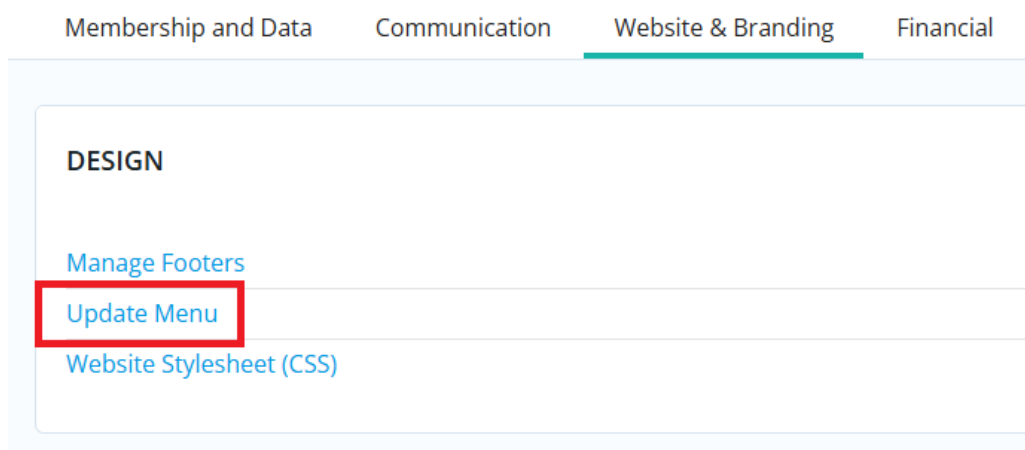 Membership and Data Communication Website & Branding Financial
DESIGN
Manage Footers
Update Menu
Website Stylesheet (CSS)